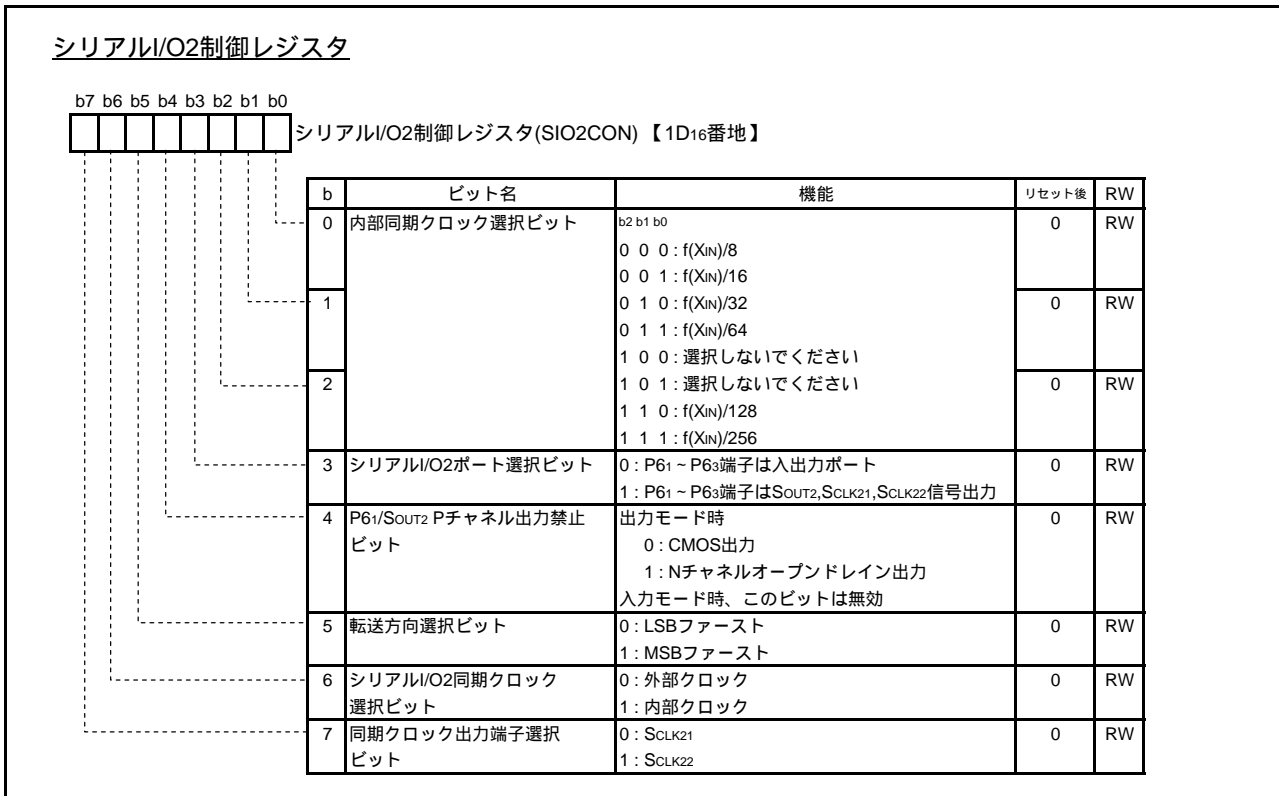 シリアルI/O2制御レジスタ
b7 b6 b5 b4 b3 b2 b1 b0
シリアルI/O2制御レジスタ(SIO2CON)【1D16番地】
b ビット名 機能 リセット後 RW
0 内部同期クロック選択ビット b2 b1 b0 0 RW
0 0 0 : f(XIN)/8
0 0 1 : f(XIN)/16
1 0 1 0 : f(XIN)/32 0 RW
0 1 1 : f(XIN)/64
1 0 0 : 選択しないでください
2 1 0 1 : 選択しないでください 0 RW
1 1 0 : f(XIN)/128
1 1 1 : f(XIN)/256
3 シリアルI/O2ポート選択ビット 0 : P61 ~ P63端子は入出力ポート 0 RW
1 : P61 ~ P63端子はSOUT2,SCLK21,SCLK22信号出力
4 P61/SOUT2 Pチャネル出力禁止 出力モード時 0 RW
ビット 0 : CMOS出力
1 : Nチャネルオープンドレイン出力
入力モード時、このビットは無効
5 転送方向選択ビット 0 : LSBファースト 0 RW
1 : MSBファースト
6 シリアルI/O2同期クロック 0 : 外部クロック 0 RW
選択ビット 1 : 内部クロック
7 同期クロック出力端子選択 0 : SCLK21 0 RW
ビット 1 : SCLK22